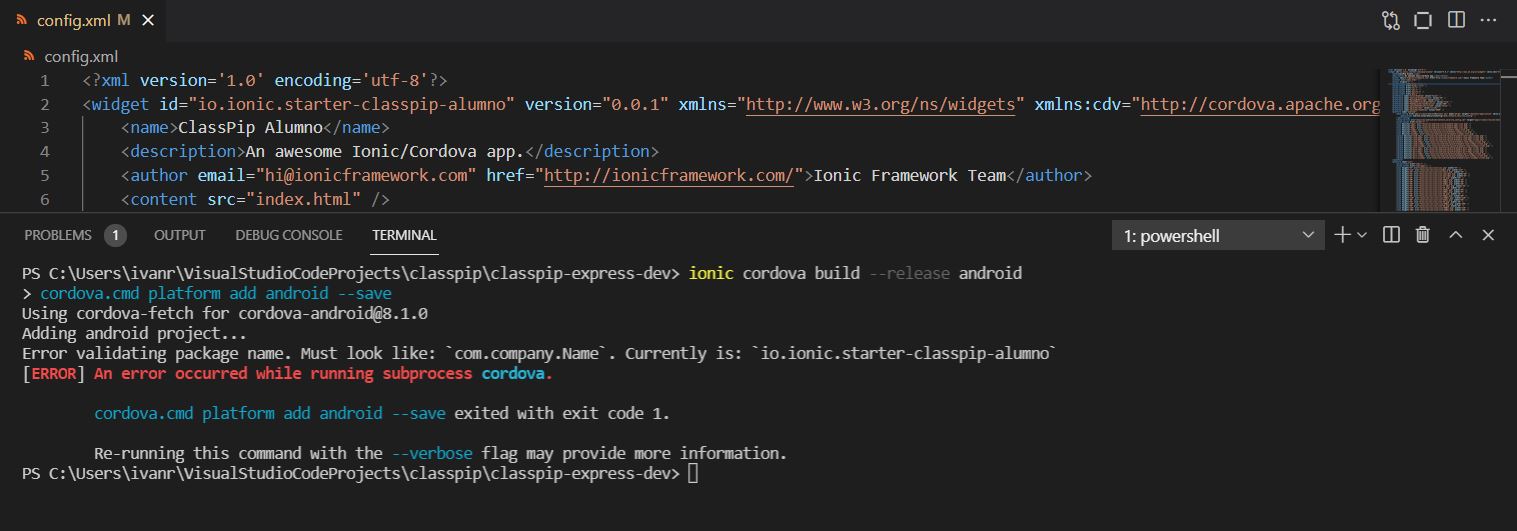 config.xml M
config.xml
1 <?xml version='1.0' encoding='utf-8'?>
2 <widget id="io.ionic.starter-classpip-alumno" version="0.0.1" xmlns="http://www.w3.org/ns/widgets" xmlns:cdv="http://cordova.apache.org
3 <name>ClassPip Alumno</name>
4 <description>An awesome Ionic/Cordova app.</description>
5 <author email="hi@ionicframework.com" href="http://ionicframework.com/">Ionic Framework Team</author>
6 <content src="index.html" />
PROBLEMS 1 OUTPUT DEBUG CONSOLE TERMINAL 1: powershell
PS C:\Users\ivanr\VisualStudioCodeProjects\classpip\classpip-express-dev> ionic cordova build --release android
> cordova.cmd platform add android --save
Using cordova-fetch for cordova-android@8.1.0
Adding android project...
Error validating package name. Must look like: `com.company.Name`. Currently is: `io.ionic.starter-classpip-alumno`
[ERROR] An error occurred while running subprocess cordova.
cordova.cmd platform add android --save exited with exit code 1.
Re-running this command with the --verbose flag may provide more information.
PS C:\Users\ivanr\VisualStudioCodeProjects\classpip\classpip-express-dev>